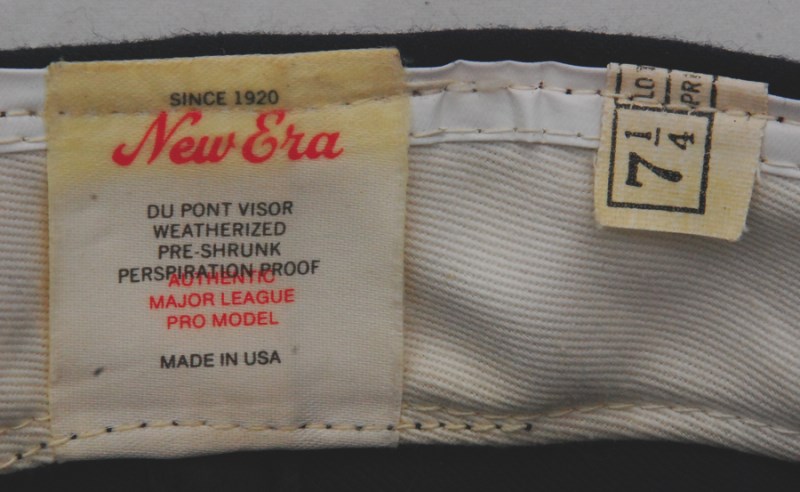 SINCE 1920
New Era
DU PONT VISOR
WEATHERIZED
PRE-SHRUNK
PERSPIRATION PROOF
AUTHENTIC
MAJOR LEAGUE
PRO MODEL
MADE IN USA
7 1/4